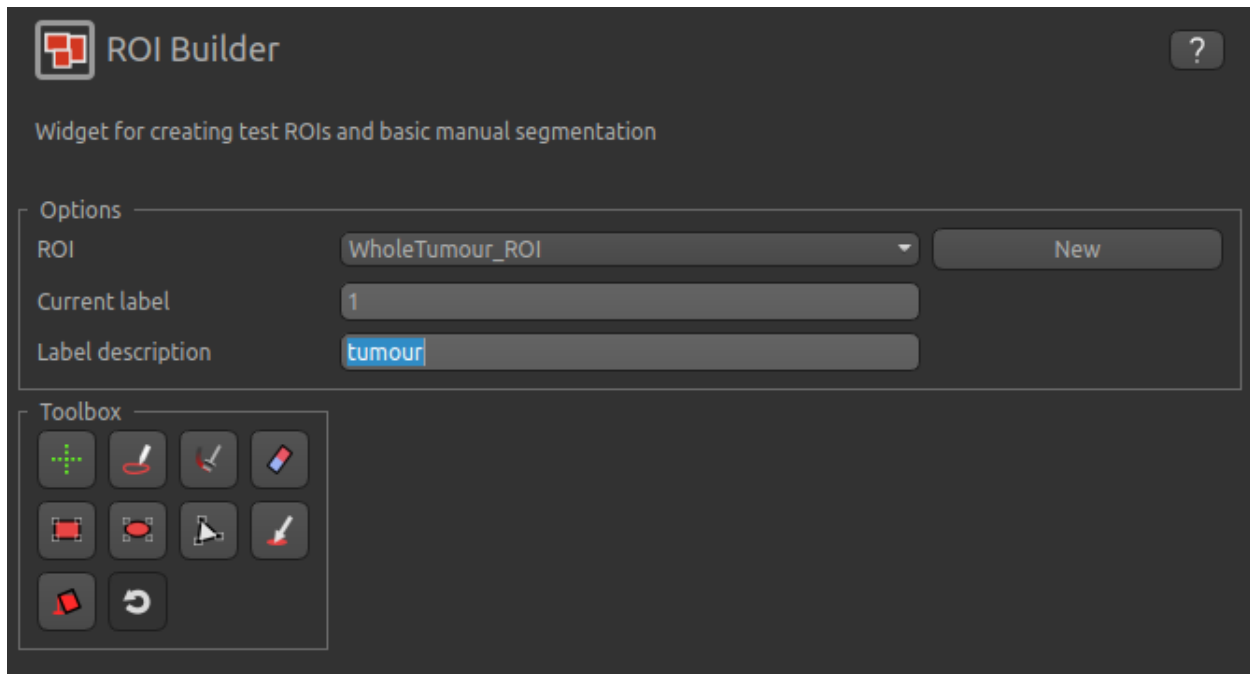 ROI Builder
?
Widget for creating test ROIs and basic manual segmentation
Options
ROI
WholeTumour_ROI
New
Current label
1
Label description
tumour
Toolbox